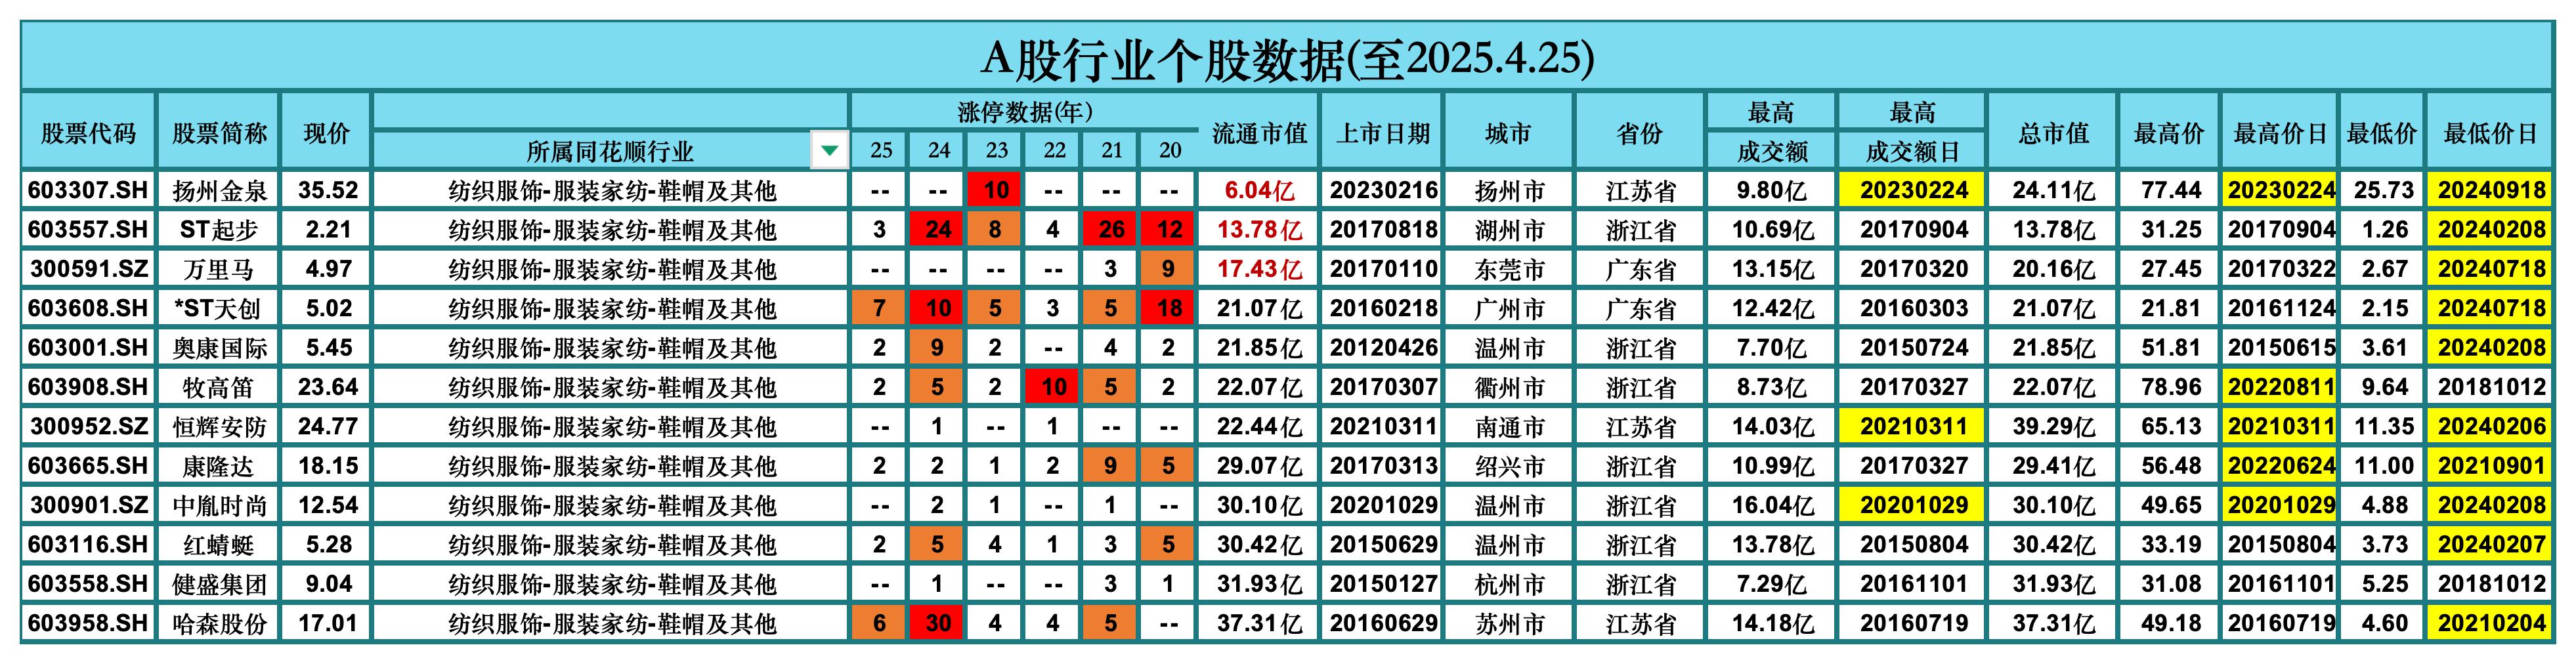 A股行业个股数据(至2025.4.25)
股票代码 股票简称 现价 所属同花顺行业 涨停数据(年) 流通市值 上市日期 城市 省份 最高 最高 总市值 最高价 最高价日 最低价 最低价日
25 24 23 22 21 20 成交额 成交额日
603307.SH 扬州金泉 35.52 纺织服饰-服装家纺-鞋帽及其他 -- -- 10 -- -- -- 6.04亿 20230216 扬州市 江苏省 9.80亿 20230224 24.11亿 77.44 20230224 25.73 20240918
603557.SH ST起步 2.21 纺织服饰-服装家纺-鞋帽及其他 3 24 8 4 26 12 13.78亿 20170818 湖州市 浙江省 10.69亿 20170904 13.78亿 31.25 20170904 1.26 20240208
300591.SZ 万里马 4.97 纺织服饰-服装家纺-鞋帽及其他 -- -- -- -- 3 9 17.43亿 20170110 东莞市 广东省 13.15亿 20170320 20.16亿 27.45 20170322 2.67 20240718
603608.SH *ST天创 5.02 纺织服饰-服装家纺-鞋帽及其他 7 10 5 3 5 18 21.07亿 20160218 广州市 广东省 12.42亿 20160303 21.07亿 21.81 20161124 2.15 20240718
603001.SH 奥康国际 5.45 纺织服饰-服装家纺-鞋帽及其他 2 9 2 -- 4 2 21.85亿 20120426 温州市 浙江省 7.70亿 20150724 21.85亿 51.81 20150615 3.61 20240208
603908.SH 牧高笛 23.64 纺织服饰-服装家纺-鞋帽及其他 2 5 2 10 5 2 22.07亿 20170307 衢州市 浙江省 8.73亿 20170327 22.07亿 78.96 20220811 9.64 20181012
300952.SZ 恒辉安防 24.77 纺织服饰-服装家纺-鞋帽及其他 -- 1 -- 1 -- -- 22.44亿 20210311 南通市 江苏省 14.03亿 20210311 39.29亿 65.13 20210311 11.35 20240206
603665.SH 康隆达 18.15 纺织服饰-服装家纺-鞋帽及其他 2 2 1 2 9 5 29.07亿 20170313 绍兴市 浙江省 10.99亿 20170327 29.41亿 56.48 20220624 11.00 20210901
300901.SZ 中胤时尚 12.54 纺织服饰-服装家纺-鞋帽及其他 -- 2 1 -- 1 -- 30.10亿 20201029 温州市 浙江省 16.04亿 20201029 30.10亿 49.65 20201029 4.88 20240208
603116.SH 红蜻蜓 5.28 纺织服饰-服装家纺-鞋帽及其他 2 5 4 1 3 5 30.42亿 20150629 温州市 浙江省 13.78亿 20150804 30.42亿 33.19 20150804 3.73 20240207
603558.SH 健盛集团 9.04 纺织服饰-服装家纺-鞋帽及其他 -- 1 -- -- 3 1 31.93亿 20150127 杭州市 浙江省 7.29亿 20161101 31.93亿 31.08 20161101 5.25 20181012
603958.SH 哈森股份 17.01 纺织服饰-服装家纺-鞋帽及其他 6 30 4 4 5 -- 37.31亿 20160629 苏州市 江苏省 14.18亿 20160719 37.31亿 49.18 20160719 4.60 20210204